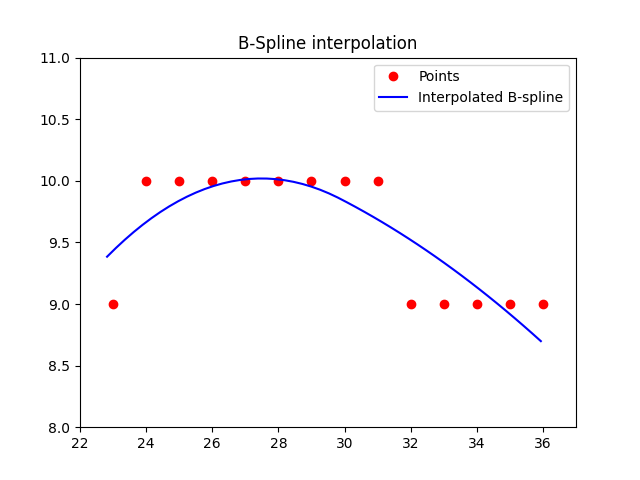 B-Spline interpolation
11.0
10.5
10.0
9.5
9.0
8.5
8.0
Points
Interpolated B-spline
22 24 26 28 30 32 34 36